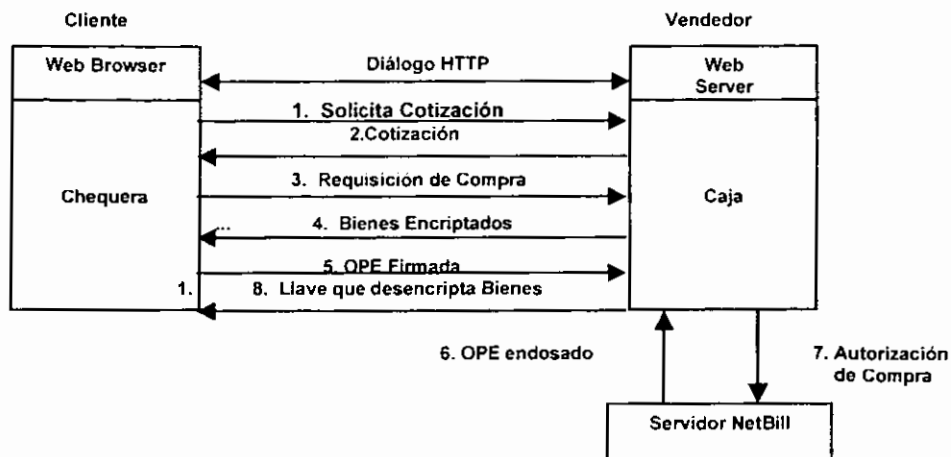 Cliente
Vendedor
Web Browser
Diálogo HTTP
Web
Server
1. Solicita Cotización
2.Cotización
Chequera
3. Requisición de Compra
Caja
... 4. Bienes Encriptados
5. OPE Firmada
1. 8. Llave que desencripta Bienes
6. OPE endosado
7. Autorización
de Compra
Servidor NetBill